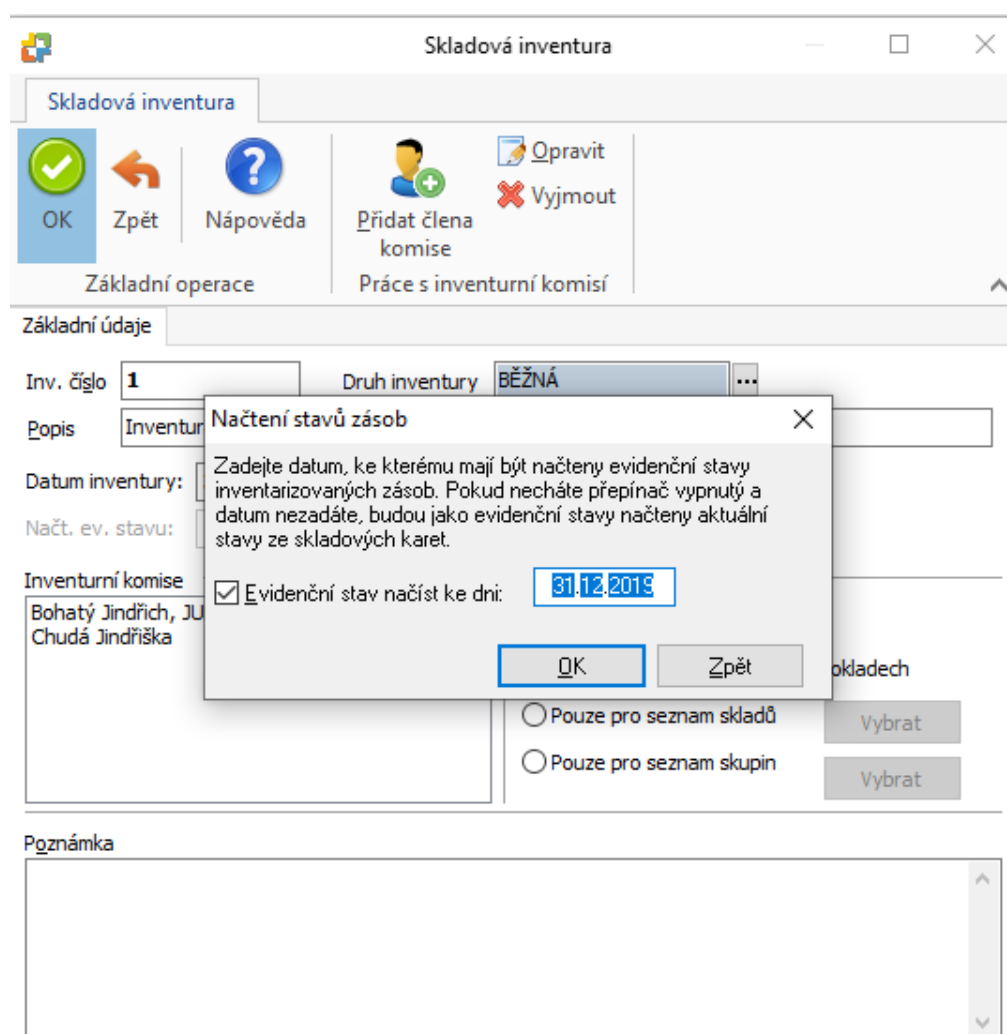 Skladová inventura
Skladová inventura
OK
Zpět
Nápověda
Přidat člena
komise
Opravit
Vyjmout
Základní operace
Práce s inventurní komisí
Základní údaje
Inv. číslo 1 Druh inventury BĚŽNÁ ...
Popis
Datum inventury:
Načt. ev. stavu:
Inventurní komise
Bohatý Jindřich,
Chudá Jindřiška
Načtení stavů zásob
Zadejte datum, ke kterému mají být načteny evidenční stavy
inventarizovaných zásob. Pokud necháte přepínač vypnutý a
datum nezadáte, budou jako evidenční stavy načteny aktuální
stavy ze skladových karet.
Evidenční stav načíst ke dni: 31.12.2019
OK Zpět
Pouze pro seznam skladů Vybrat
Pouze pro seznam skupin Vybrat
Poznámka